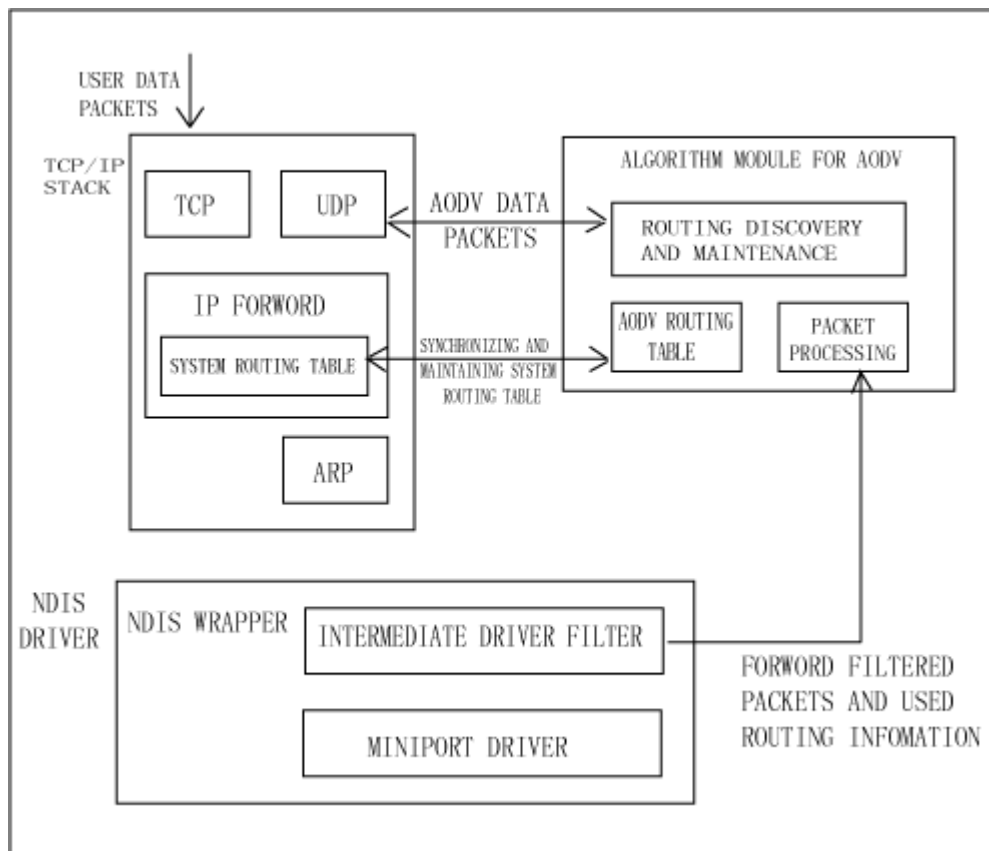 USER DATA
PACKETS
TCP/IP
STACK
TCP
UDP
IP FORWORD
SYSTEM ROUTING TABLE
ARP
AODV DATA
PACKETS
SYNCHRONIZING AND
MAINTAINING SYSTEM
ROUTING TABLE
ALGORITHM MODULE FOR AODV
ROUTING DISCOVERY
AND MAINTENANCE
AODV ROUTING
TABLE
PACKET
PROCESSING
NDIS
DRIVER
NDIS WRAPPER
INTERMEDIATE DRIVER FILTER
MINIPORT DRIVER
FORWORD FILTERED
PACKETS AND USED
ROUTING INFOMATION